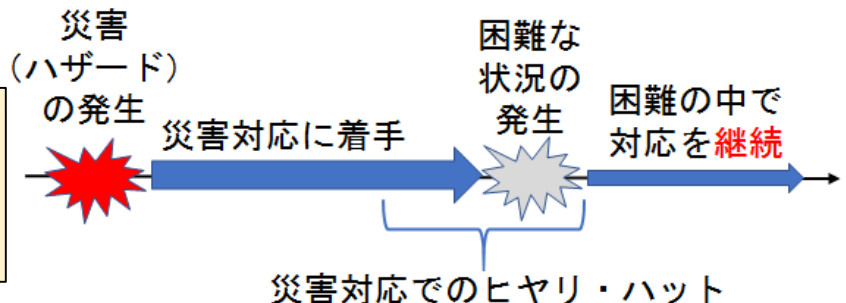 災害
（ハザード）
の発生
災害対応に着手
困難な
状況の
発生
困難の中で
対応を継続
災害対応でのヒヤリ・ハット